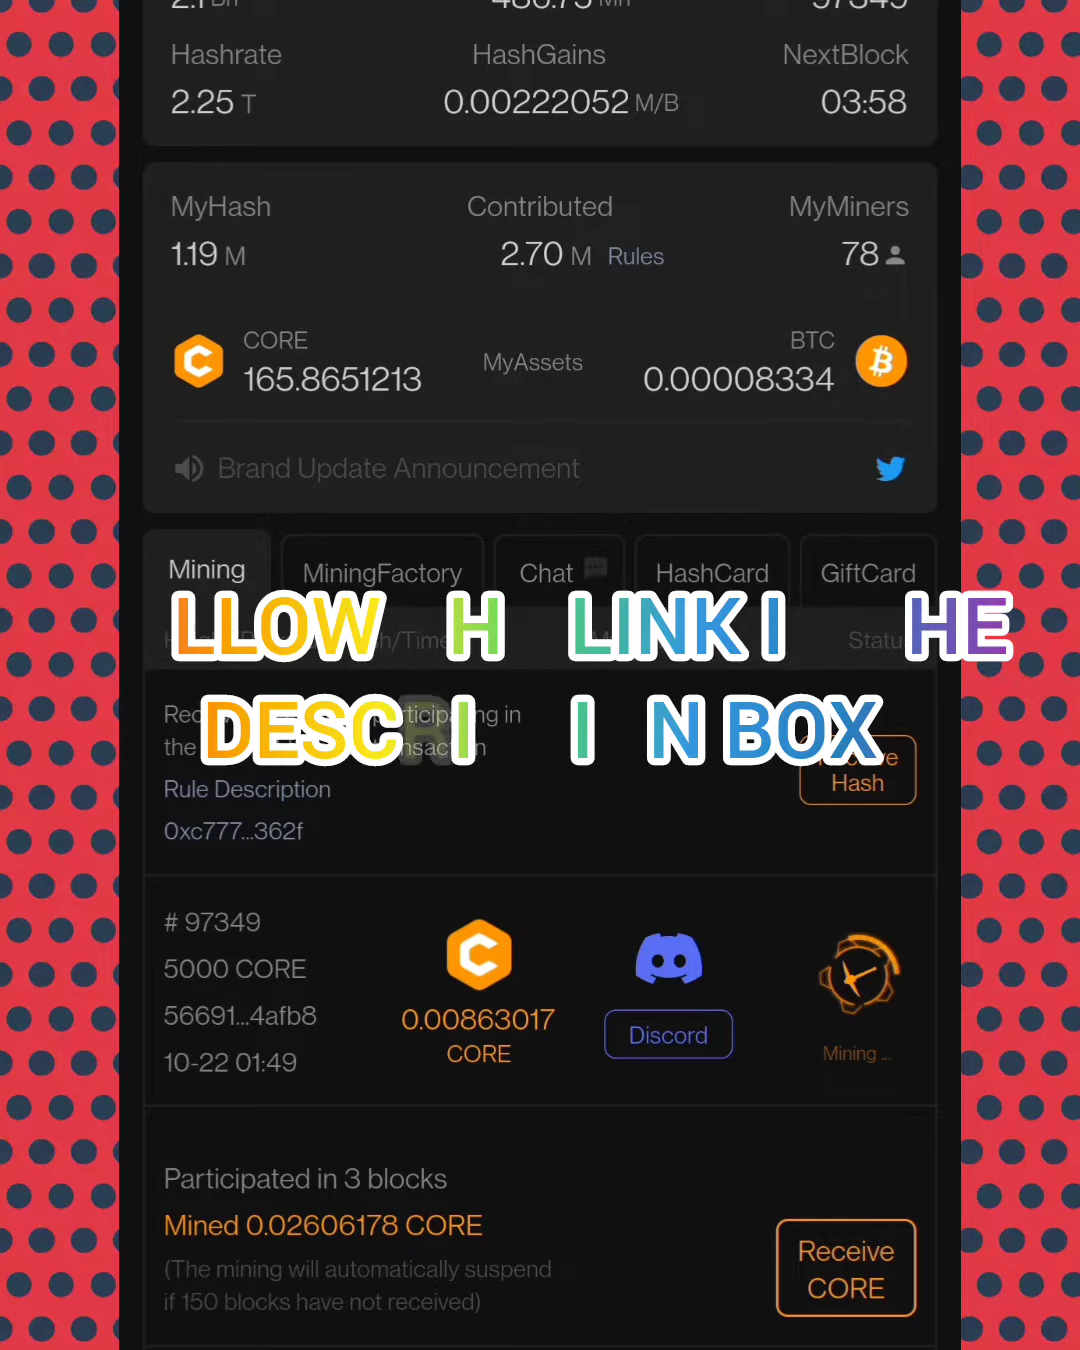 Hashrate HashGains NextBlock
2.25 T 0.00222052 M/B 03:58
MyHash Contributed MyMiners
1.19 M 2.70 M Rules 78
CORE BTC
165.8651213 MyAssets 0.00008334
Brand Update Announcement
Mining MiningFactory Chat HashCard GiftCard
LLOW H LINK I HE
DESCRI I N BOX
Hash
Rule Description
0xc777...362f
# 97349
5000 CORE
56691...4afb8
10-22 01:49
0.00863017
CORE
Discord
Mining ...
Participated in 3 blocks
Mined 0.02606178 CORE
(The mining will automatically suspend
if 150 blocks have not received)
Receive
CORE